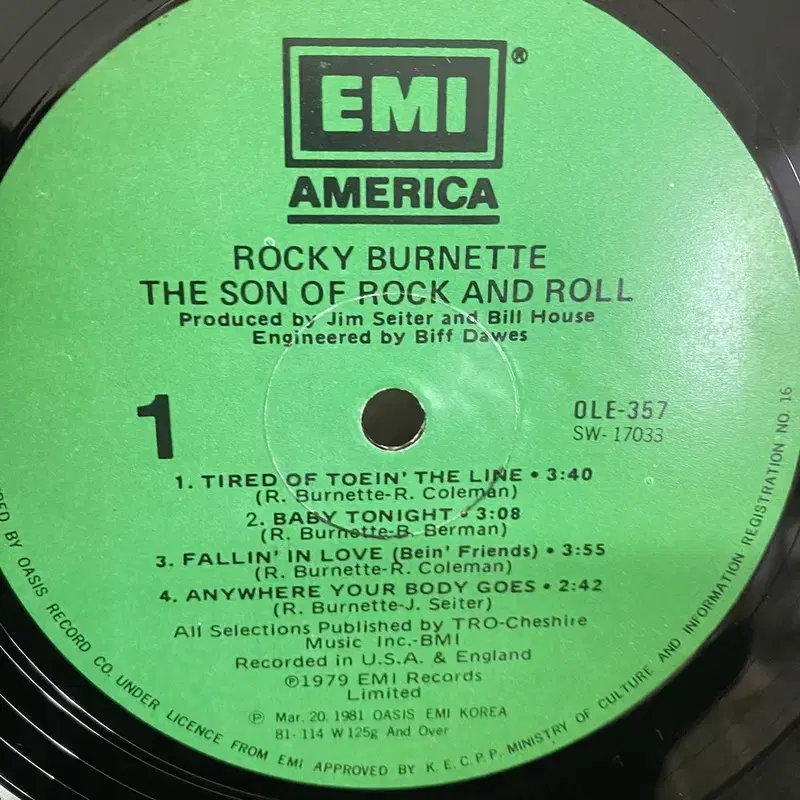 EMI ®
AMERICA
ROCKY BURNETTE
THE SON OF ROCK AND ROLL
Produced by Jim Seiter and Bill House
Engineered by Biff Dawes
1
OLE-357
SW-17033
1. TIRED OF TOEIN' THE LINE • 3:40
(R. Burnette-R. Coleman)
2. BABY TONIGHT • 3:08
(R. Burnette-B. Berman)
3. FALLIN' IN LOVE (Bein' Friends) • 3:55
(R. Burnette-R. Coleman)
4. ANYWHERE YOUR BODY GOES • 2:42
(R. Burnette-J. Seiter)
All Selections Published by TRO-Cheshire
Music Inc.-BMI
Recorded in U.S.A. & England
℗1979 EMI Records
Limited
℗ Mar. 20. 1981 OASIS EMI KOREA
81-114 W 125g And Over
BY OASIS RECORD CO. UNDER LICENCE FROM EMI APPROVED BY K.E.C.P.P. MINISTRY OF CULTURE AND INFORMATION REGISTRATION NO. 16